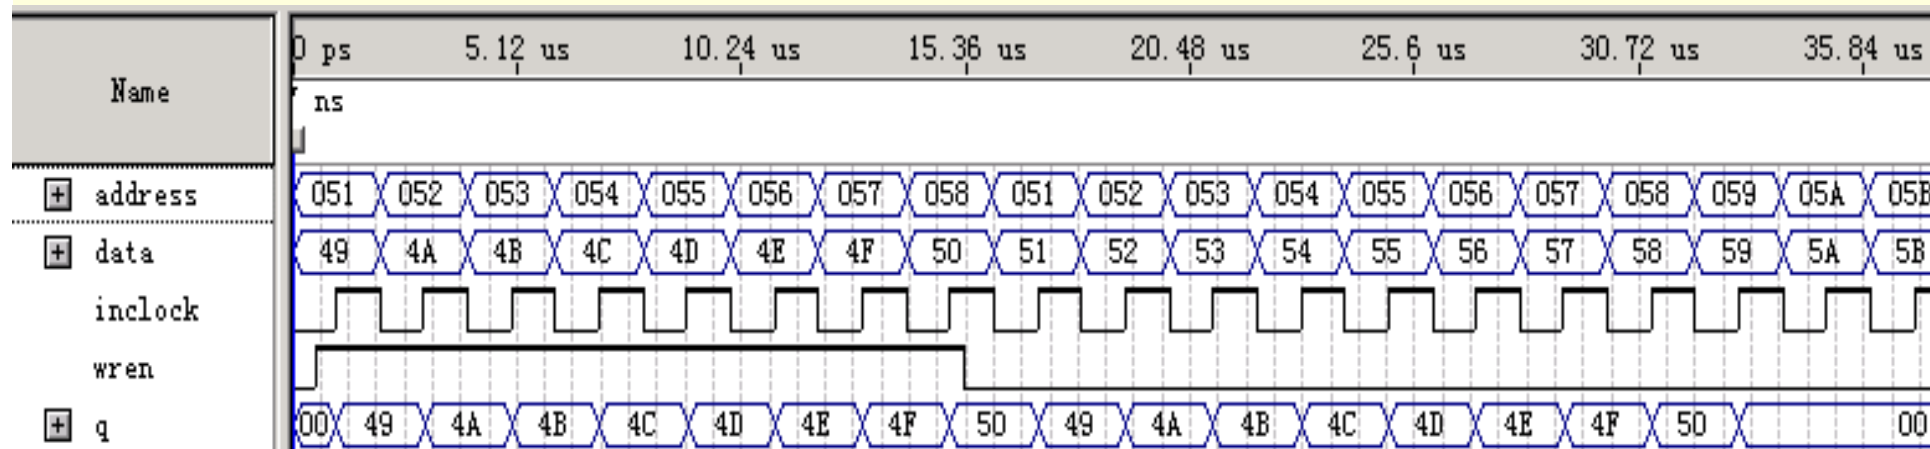 0 ps 5.12 us 10.24 us 15.36 us 20.48 us 25.6 us 30.72 us 35.84 us
Name
ns
address 051 052 053 054 055 056 057 058 051 052 053 054 055 056 057 058 059 05A 05B
data 49 4A 4B 4C 4D 4E 4F 50 51 52 53 54 55 56 57 58 59 5A 5B
inclock
wren
q 00 49 4A 4B 4C 4D 4E 4F 50 49 4A 4B 4C 4D 4E 4F 50 00